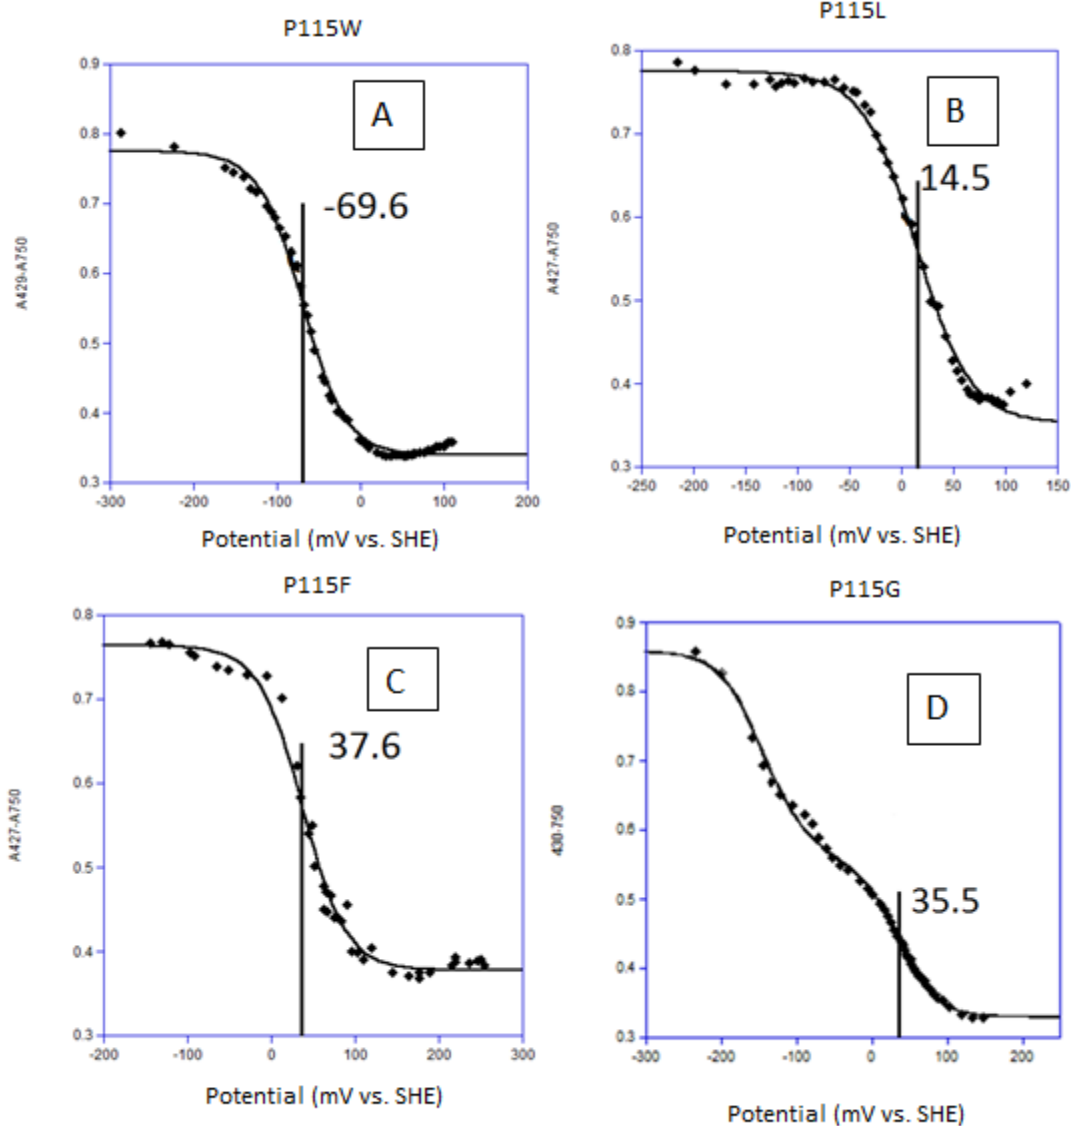 P115W
A
-69.6
0.9
0.8
0.7
0.6
0.5
0.4
0.3
A429-A750
-300 -200 -100 0 100 200
Potential (mV vs. SHE)
P115L
B
14.5
0.8
0.7
0.6
0.5
0.4
0.3
A427-A750
-250 -200 -150 -100 -50 0 50 100 150
Potential (mV vs. SHE)
P115F
C
37.6
0.8
0.7
0.6
0.5
0.4
0.3
A427-A750
-200 -100 0 100 200 300
Potential (mV vs. SHE)
P115G
D
35.5
0.9
0.8
0.7
0.6
0.5
0.4
0.3
430-750
-300 -200 -100 0 100 200
Potential (mV vs. SHE)